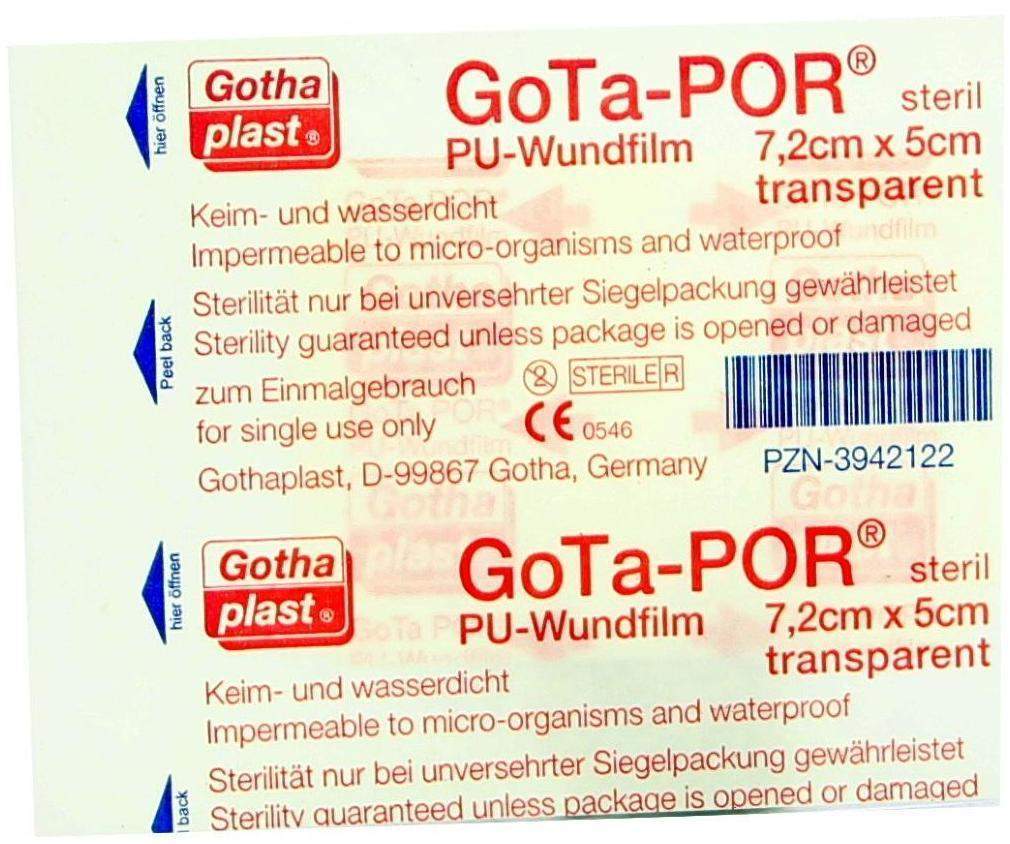 hier öffnen
Gotha
plast®
GoTa-POR® steril
PU-Wundfilm 7,2cm x 5cm
transparent
Keim- und wasserdicht
Impermeable to micro-organisms and waterproof
Peel back
Sterilität nur bei unversehrter Siegelpackung gewährleistet
Sterility guaranteed unless package is opened or damaged
zum Einmalgebrauch 2 STERILE R
for single use only CE 0546
Gothaplast, D-99867 Gotha, Germany PZN-3942122
hier öffnen
Gotha
plast®
GoTa-POR® steril
PU-Wundfilm 7,2cm x 5cm
transparent
Keim- und wasserdicht
Impermeable to micro-organisms and waterproof
back
Sterilität nur bei unversehrter Siegelpackung gewährleistet
Sterility guaranteed unless package is opened or damaged